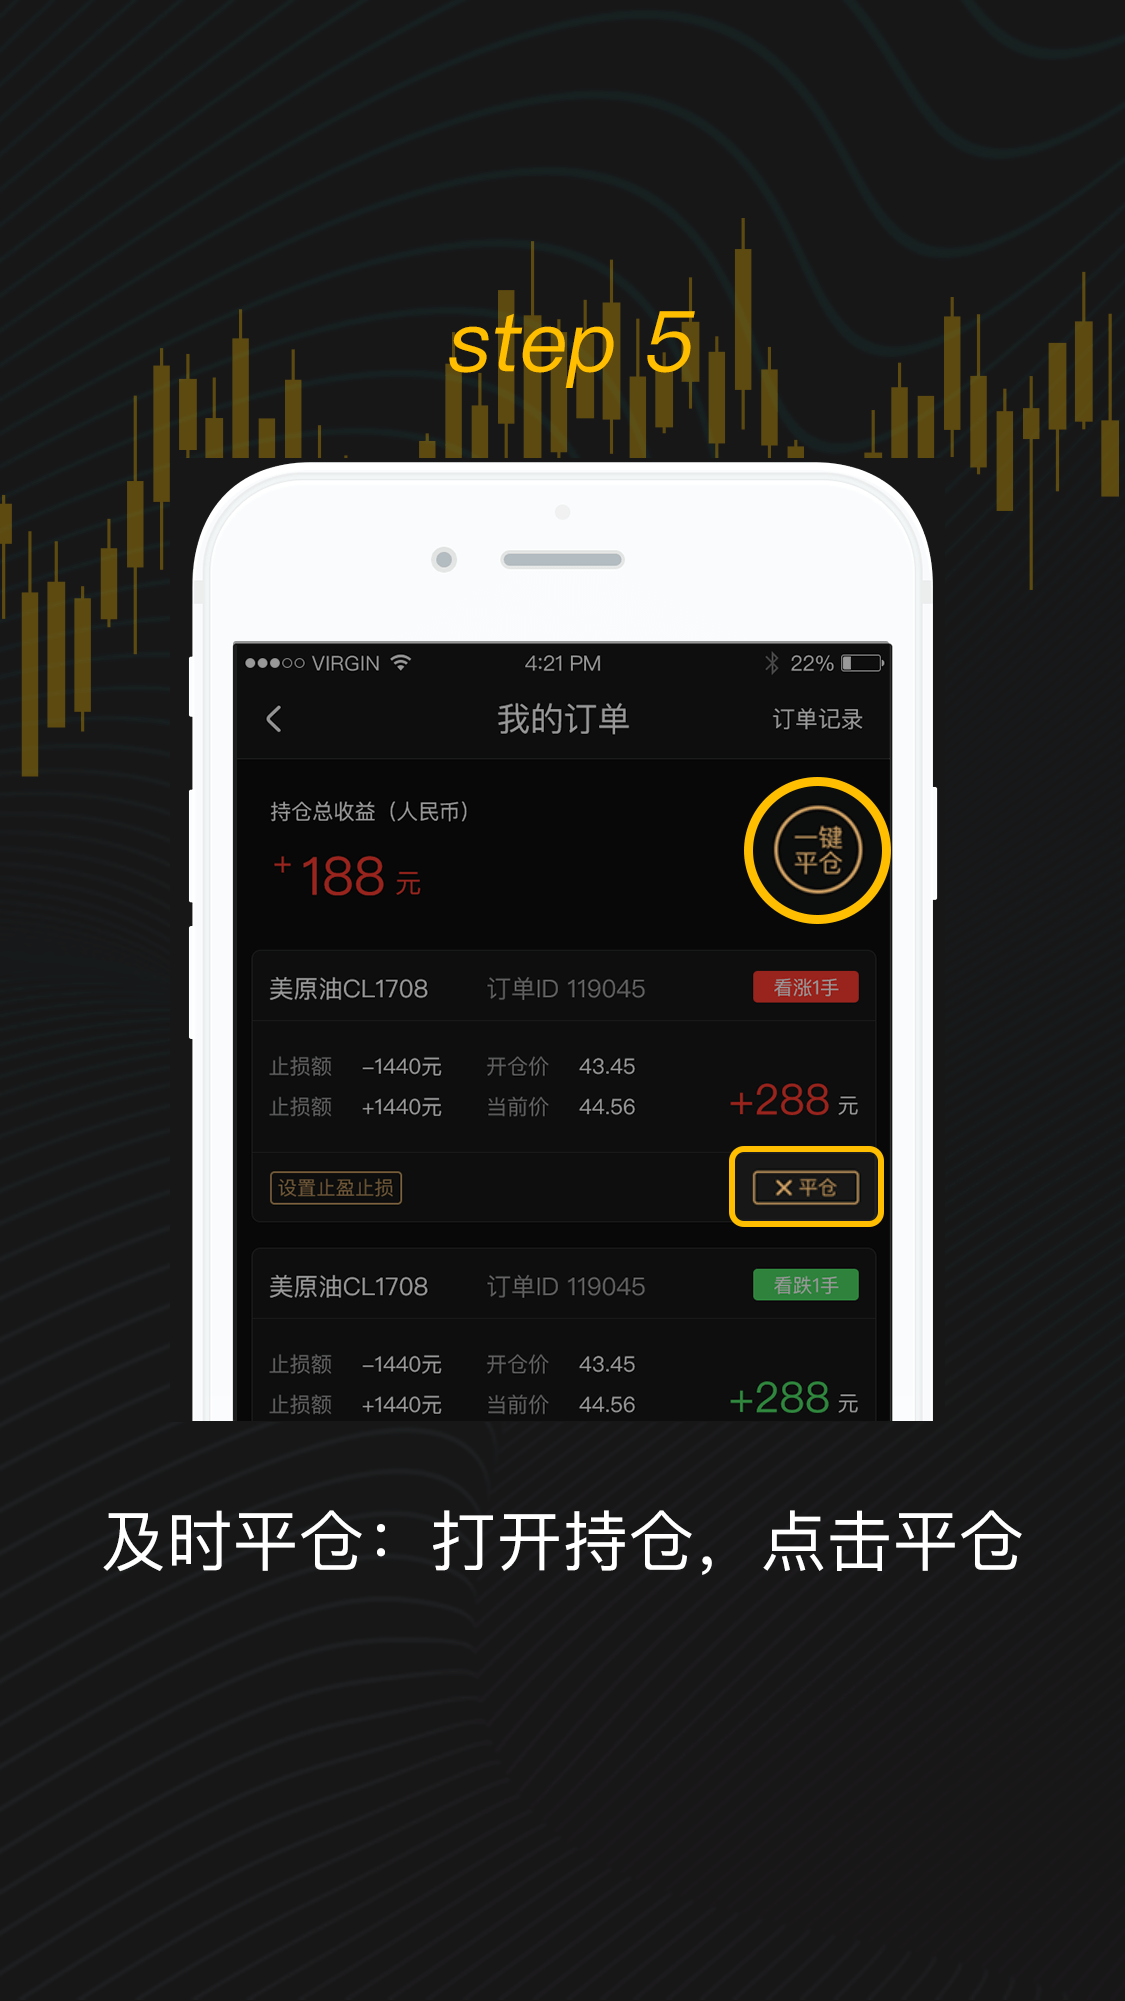 step 5
VIRGIN 4:21 PM 22%
我的订单 订单记录
持仓总收益（人民币）
+188 元
一键
平仓
美原油CL1708 订单ID 119045 看涨1手
止损额 -1440元 开仓价 43.45
止损额 +1440元 当前价 44.56
+288 元
设置止盈止损 平仓
美原油CL1708 订单ID 119045 看跌1手
止损额 -1440元 开仓价 43.45
止损额 +1440元 当前价 44.56
+288 元
及时平仓：打开持仓，点击平仓